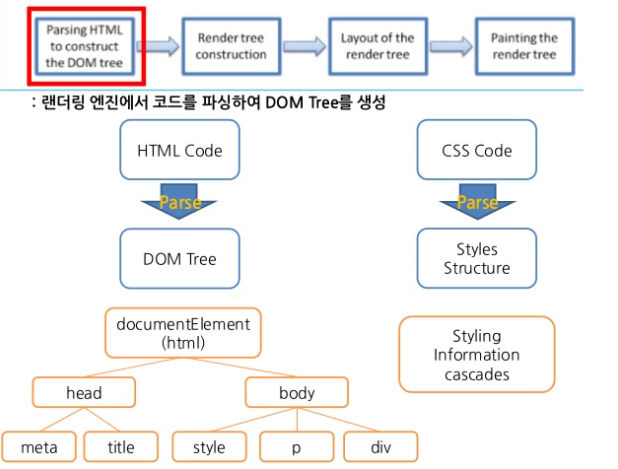 Parsing HTML
to construct
the DOM tree
Render tree
construction
Layout of the
render tree
Painting the
render tree
: 랜더링 엔진에서 코드를 파싱하여 DOM Tree를 생성
HTML Code
CSS Code
Parse
Parse
DOM Tree
Styles
Structure
documentElement
(html)
Styling
Information
cascades
head
body
meta
title
style
p
div